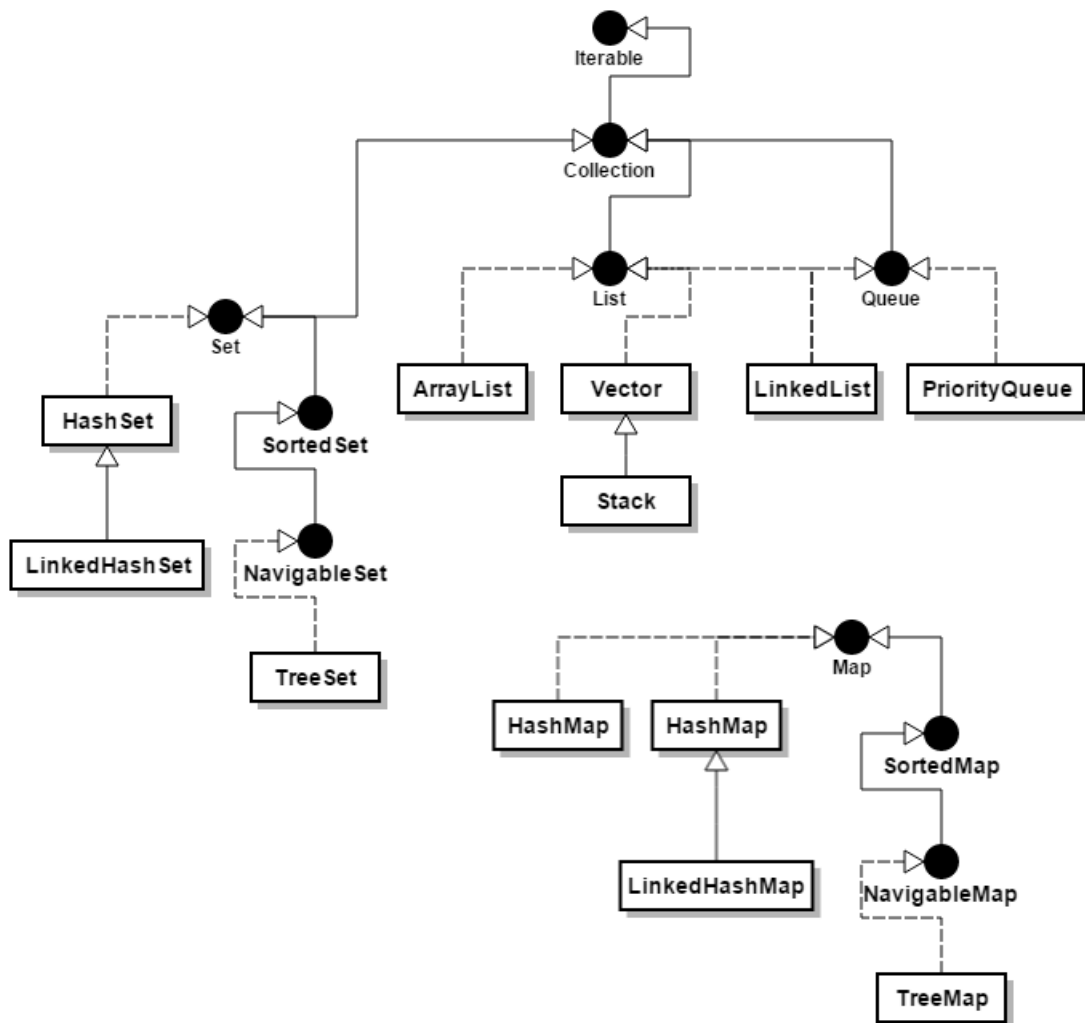 Iterable
Collection
List
Queue
Set
ArrayList
Vector
LinkedList
PriorityQueue
HashSet
SortedSet
Stack
LinkedHashSet
NavigableSet
TreeSet
Map
HashMap
HashMap
SortedMap
LinkedHashMap
NavigableMap
TreeMap